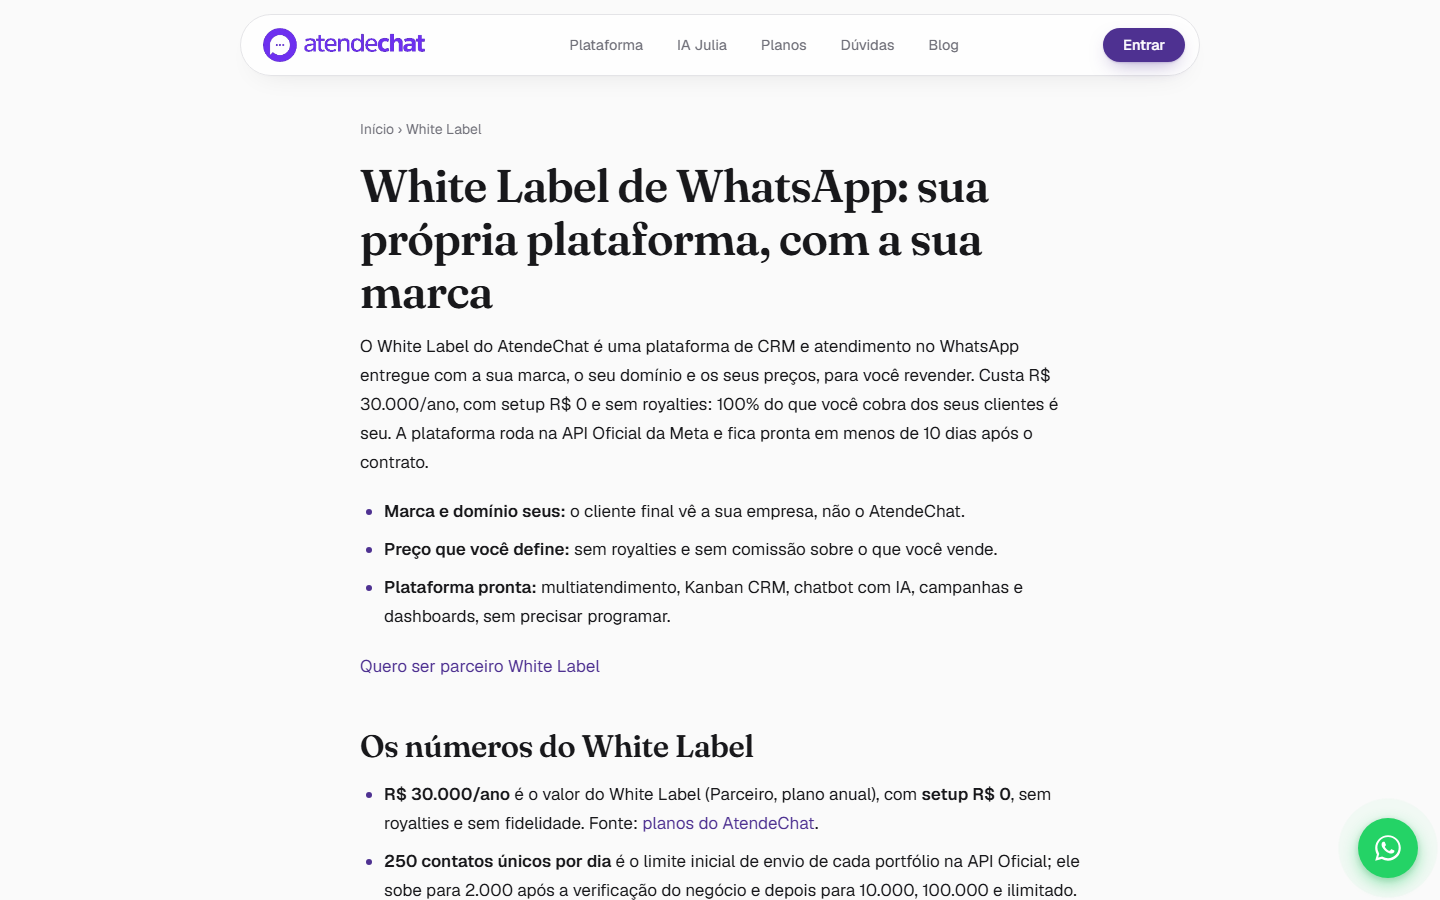 atendechat
Plataforma
IA Julia
Planos
Dúvidas
Blog
Entrar
Início › White Label
White Label de WhatsApp: sua
própria plataforma, com a sua
marca
O White Label do AtendeChat é uma plataforma de CRM e atendimento no WhatsApp
entregue com a sua marca, o seu domínio e os seus preços, para você revender. Custa R$
30.000/ano, com setup R$ 0 e sem royalties: 100% do que você cobra dos seus clientes é
seu. A plataforma roda na API Oficial da Meta e fica pronta em menos de 10 dias após o
contrato.
Marca e domínio seus: o cliente final vê a sua empresa, não o AtendeChat.
Preço que você define: sem royalties e sem comissão sobre o que você vende.
Plataforma pronta: multiatendimento, Kanban CRM, chatbot com IA, campanhas e
dashboards, sem precisar programar.
Quero ser parceiro White Label
Os números do White Label
R$ 30.000/ano é o valor do White Label (Parceiro, plano anual), com setup R$ 0, sem
royalties e sem fidelidade. Fonte: planos do AtendeChat.
250 contatos únicos por dia é o limite inicial de envio de cada portfólio na API Oficial; ele
sobe para 2.000 após a verificação do negócio e depois para 10.000, 100.000 e ilimitado.